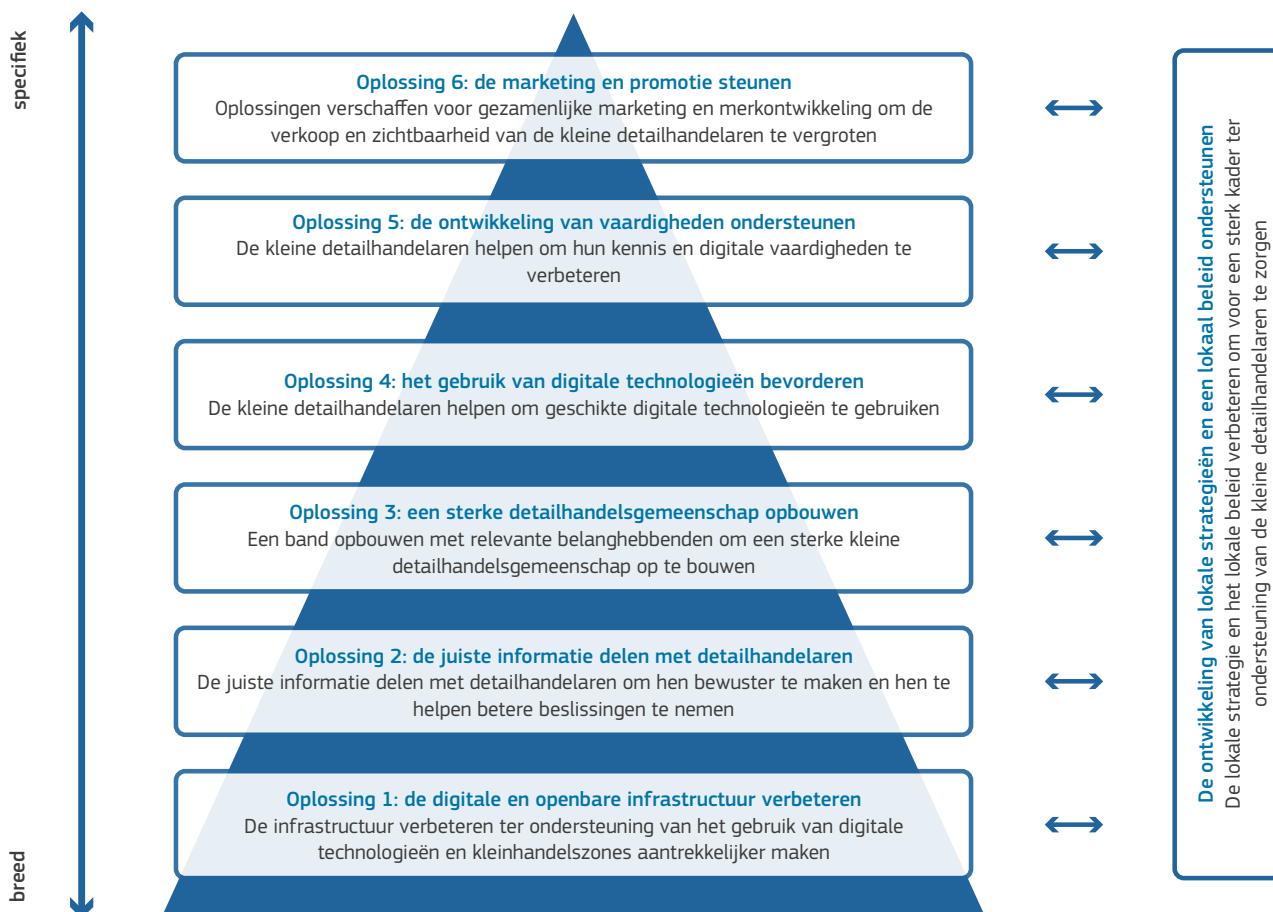 specifiek
Oplossing 6: de marketing en promotie steunen
Oplossingen verschaffen voor gezamenlijke marketing en merkontwikkeling om de
verkoop en zichtbaarheid van de kleine detailhandelaren te vergroten
Oplossing 5: de ontwikkeling van vaardigheden ondersteunen
De kleine detailhandelaren helpen om hun kennis en digitale vaardigheden te
verbeteren
Oplossing 4: het gebruik van digitale technologieën bevorderen
De kleine detailhandelaren helpen om geschikte digitale technologieën te gebruiken
Oplossing 3: een sterke detailhandelsgemeenschap opbouwen
Een band opbouwen met relevante belanghebbenden om een sterke kleine
detailhandelsgemeenschap op te bouwen
Oplossing 2: de juiste informatie delen met detailhandelaren
De juiste informatie delen met detailhandelaren om hen bewuster te maken en hen te
helpen betere beslissingen te nemen
Oplossing 1: de digitale en openbare infrastructuur verbeteren
De infrastructuur verbeteren ter ondersteuning van het gebruik van digitale
technologieën en kleinhandelszones aantrekkelijker maken
breed
De ontwikkeling van lokale strategieën en een lokaal beleid ondersteunen
De lokale strategie en het lokale beleid verbeteren om voor een sterk kader ter
ondersteuning van de kleine detailhandelaren te zorgen